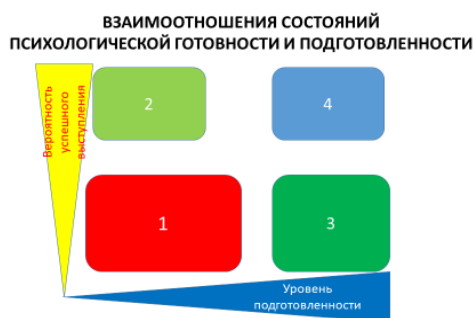 ВЗАИМООТНОШЕНИЯ СОСТОЯНИЙ
ПСИХОЛОГИЧЕСКОЙ ГОТОВНОСТИ И ПОДГОТОВЛЕННОСТИ
Вероятность
успешного
выступления
2
4
1
3
Уровень
подготовленности